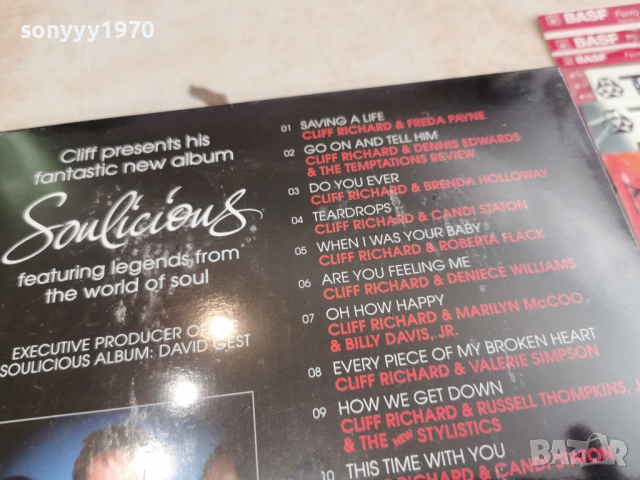 sonyyy1970
Cliff presents his
fantastic new album
Soulicious
featuring legends from
the world of soul
EXECUTIVE PRODUCER OF
SOULICIOUS ALBUM: DAVID GEST
01 SAVING A LIFE
CLIFF RICHARD & FREDA PAYNE
02 GO ON AND TELL HIM
CLIFF RICHARD & DENNIS EDWARDS
& THE TEMPTATIONS REVIEW
03 DO YOU EVER
CLIFF RICHARD & BRENDA HOLLOWAY
04 TEARDROPS
CLIFF RICHARD & CANDI STATON
05 WHEN I WAS YOUR BABY
CLIFF RICHARD & ROBERTA FLACK
06 ARE YOU FEELING ME
CLIFF RICHARD & DENIECE WILLIAMS
07 OH HOW HAPPY
CLIFF RICHARD & MARILYN McCOO,
& BILLY DAVIS, JR.
08 EVERY PIECE OF MY BROKEN HEART
CLIFF RICHARD & VALERIE SIMPSON
09 HOW WE GET DOWN
CLIFF RICHARD & RUSSELL THOMPKINS,
& THE NEW STYLISTICS
10 THIS TIME WITH YOU
CLIFF RICHARD & CANDI STATON
BASF Ferro
BASF
BASF
BAZAR